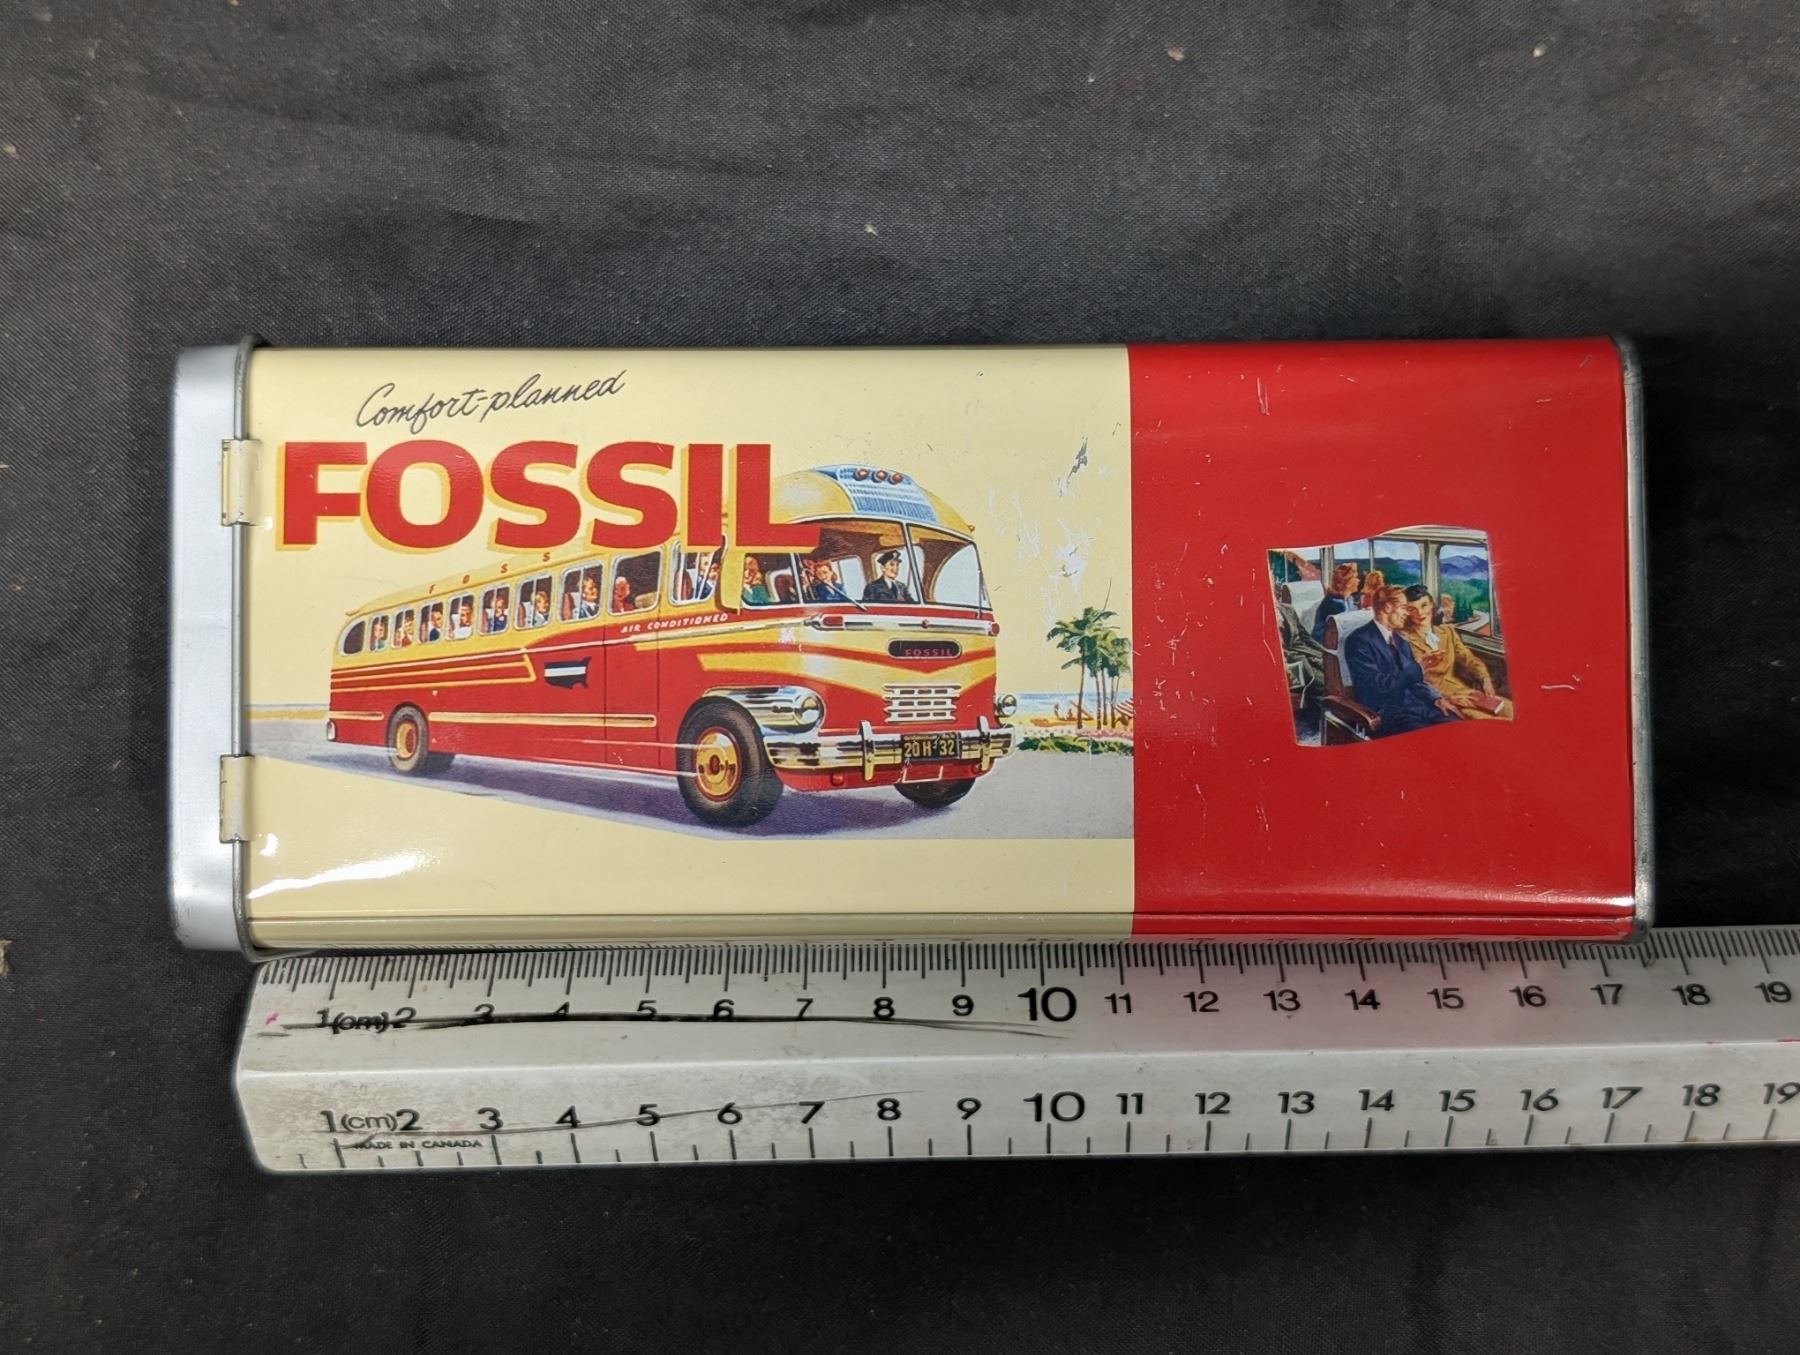 Comfort-planned
FOSSIL
F O S S
AIR CONDITIONED
FOSSIL
20 H 32
1(cm)2 3 4 5 6 7 8 9 10 11 12 13 14 15 16 17 18 19
1(cm)2 3 4 5 6 7 8 9 10 11 12 13 14 15 16 17 18 19
MADE IN CANADA